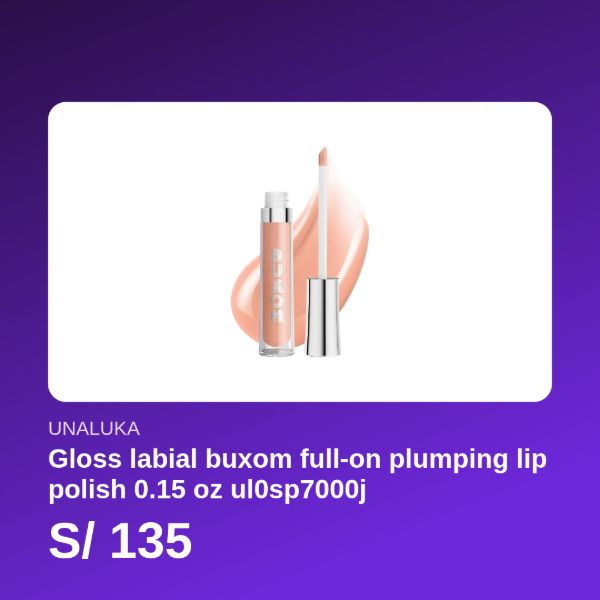 BUXOM
UNALUKA
Gloss labial buxom full-on plumping lip
polish 0.15 oz ul0sp7000j
S/ 135